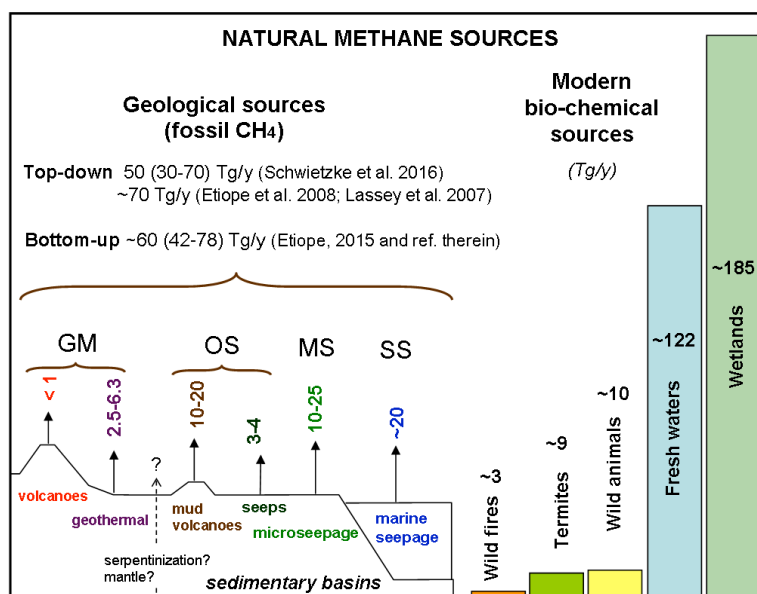 NATURAL METHANE SOURCES
Geological sources
(fossil CH4)
Top-down 50 (30-70) Tg/y (Schwietzke et al. 2016)
~70 Tg/y (Etiope et al. 2008; Lassey et al. 2007)
Bottom-up ~60 (42-78) Tg/y (Etiope, 2015 and ref. therein)
Modern
bio-chemical
sources
(Tg/y)
GM
OS
MS
SS
< 1
2.5-6.3
10-20
3-4
10-25
~20
?
volcanoes
geothermal
mud
volcanoes
seeps
microseepage
marine
seepage
serpentinization?
mantle?
sedimentary basins
~3
Wild fires
~9
Termites
~10
Wild animals
~122
Fresh waters
~185
Wetlands